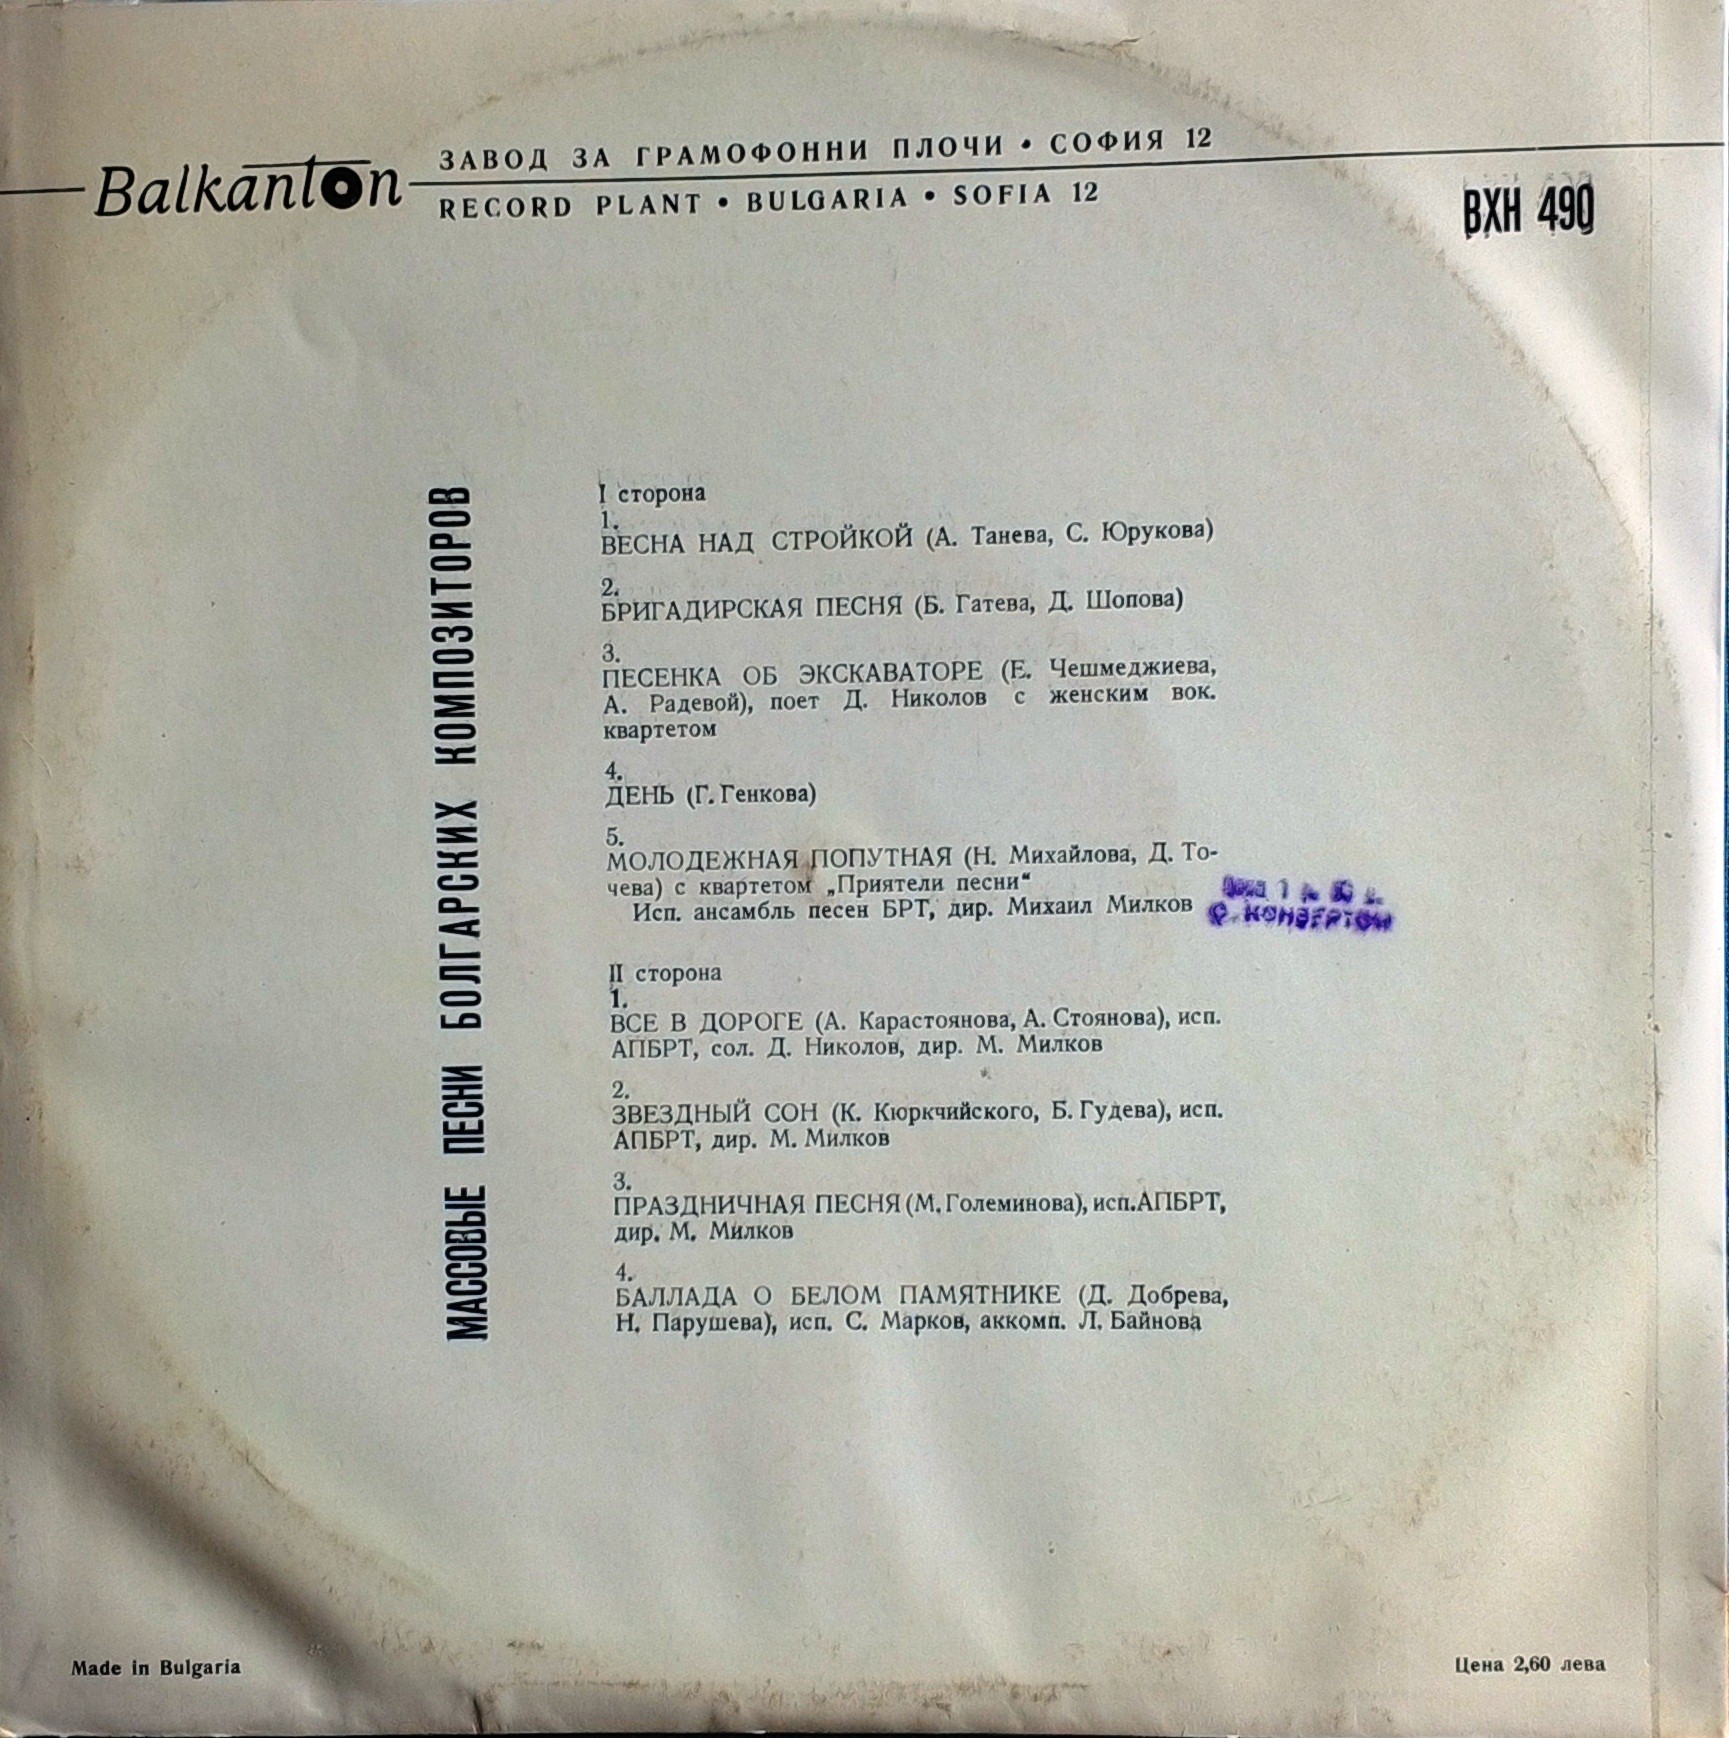 Balkanton
ЗАВОД ЗА ГРАМОФОННИ ПЛОЧИ • СОФИЯ 12
RECORD PLANT • BULGARIA • SOFIA 12
ВХН 490
МАССОВЫЕ ПЕСНИ БОЛГАРСКИХ КОМПОЗИТОРОВ
I сторона
1.
ВЕСНА НАД СТРОЙКОЙ (А. Танева, С. Юрукова)
2.
БРИГАДИРСКАЯ ПЕСНЯ (Б. Гатева, Д. Шопова)
3.
ПЕСЕНКА ОБ ЭКСКАВАТОРЕ (Е. Чешмеджиева,
А. Радевой), поет Д. Николов с женским вок.
квартетом
4.
ДЕНЬ (Г. Генкова)
5.
МОЛОДЕЖНАЯ ПОПУТНАЯ (Н. Михайлова, Д. То-
чева) с квартетом „Приятели песни“
Исп. ансамбль песен БРТ, дир. Михаил Милков
С КОНВЕРТОМ
II сторона
1.
ВСЕ В ДОРОГЕ (А. Карастоянова, А. Стоянова), исп.
АПБРТ, сол. Д. Николов, дир. М. Милков
2.
ЗВЕЗДНЫЙ СОН (К. Кюркчийского, Б. Гудева), исп.
АПБРТ, дир. М. Милков
3.
ПРАЗДНИЧНАЯ ПЕСНЯ (М. Големинова), исп. АПБРТ,
дир. М. Милков
4.
БАЛЛАДА О БЕЛОМ ПАМЯТНИКЕ (Д. Добрева,
Н. Парушева), исп. С. Марков, аккомп. Л. Байнова
Made in Bulgaria
Цена 2,60 лева